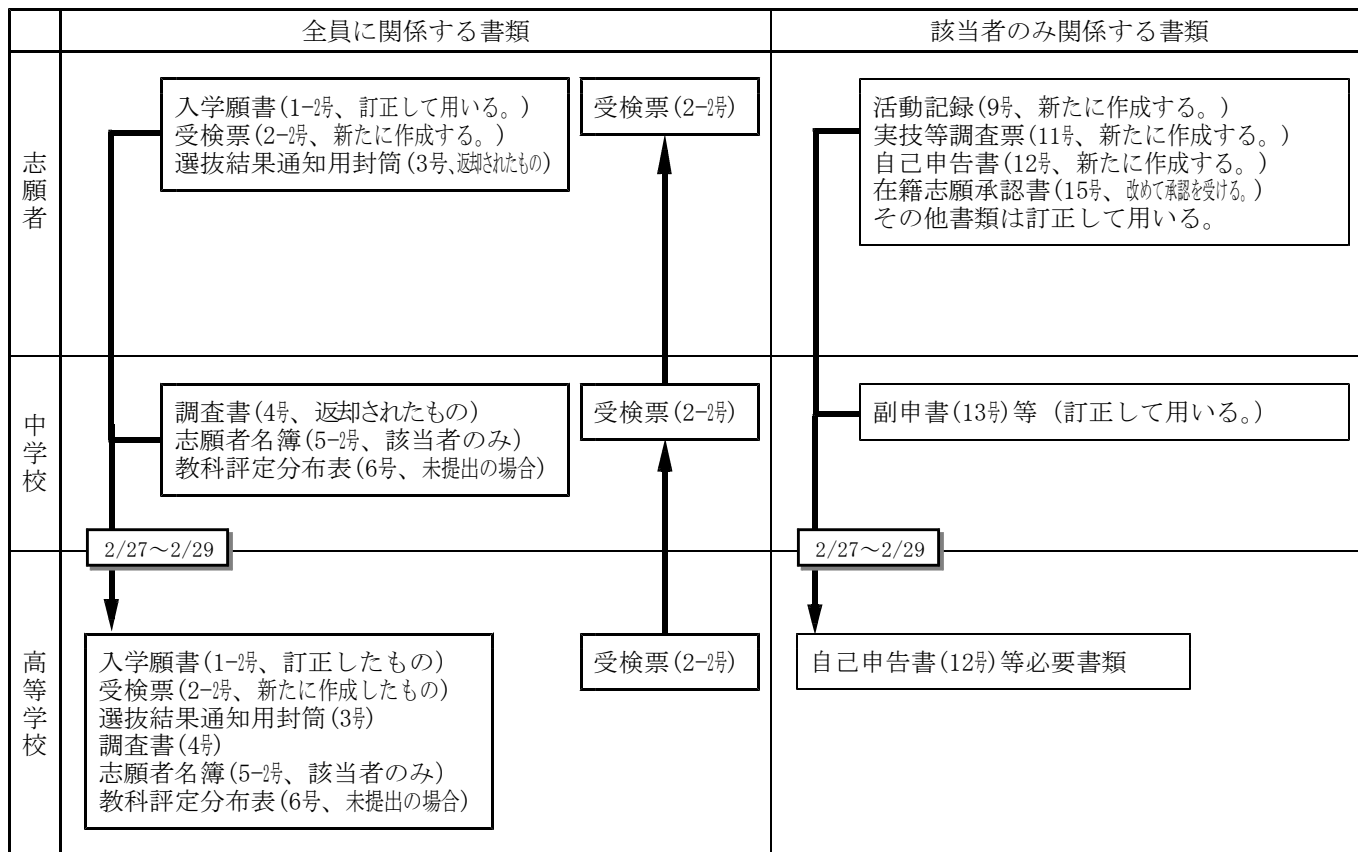 全員に関係する書類
該当者のみ関係する書類
志願者
入学願書(1-2号、訂正して用いる。)
受検票(2-2号、新たに作成する。)
選抜結果通知用封筒(3号、返却されたもの)
受検票(2-2号)
活動記録(9号、新たに作成する。)
実技等調査票(11号、新たに作成する。)
自己申告書(12号、新たに作成する。)
在籍志願承認書(15号、改めて承認を受ける。)
その他書類は訂正して用いる。
中学校
調査書(4号、返却されたもの)
志願者名簿(5-2号、該当者のみ)
教科評定分布表(6号、未提出の場合)
受検票(2-2号)
副申書(13号)等 (訂正して用いる。)
2/27～2/29
2/27～2/29
高等学校
入学願書(1-2号、訂正したもの)
受検票(2-2号、新たに作成したもの)
選抜結果通知用封筒(3号)
調査書(4号)
志願者名簿(5-2号、該当者のみ)
教科評定分布表(6号、未提出の場合)
受検票(2-2号)
自己申告書(12号)等必要書類